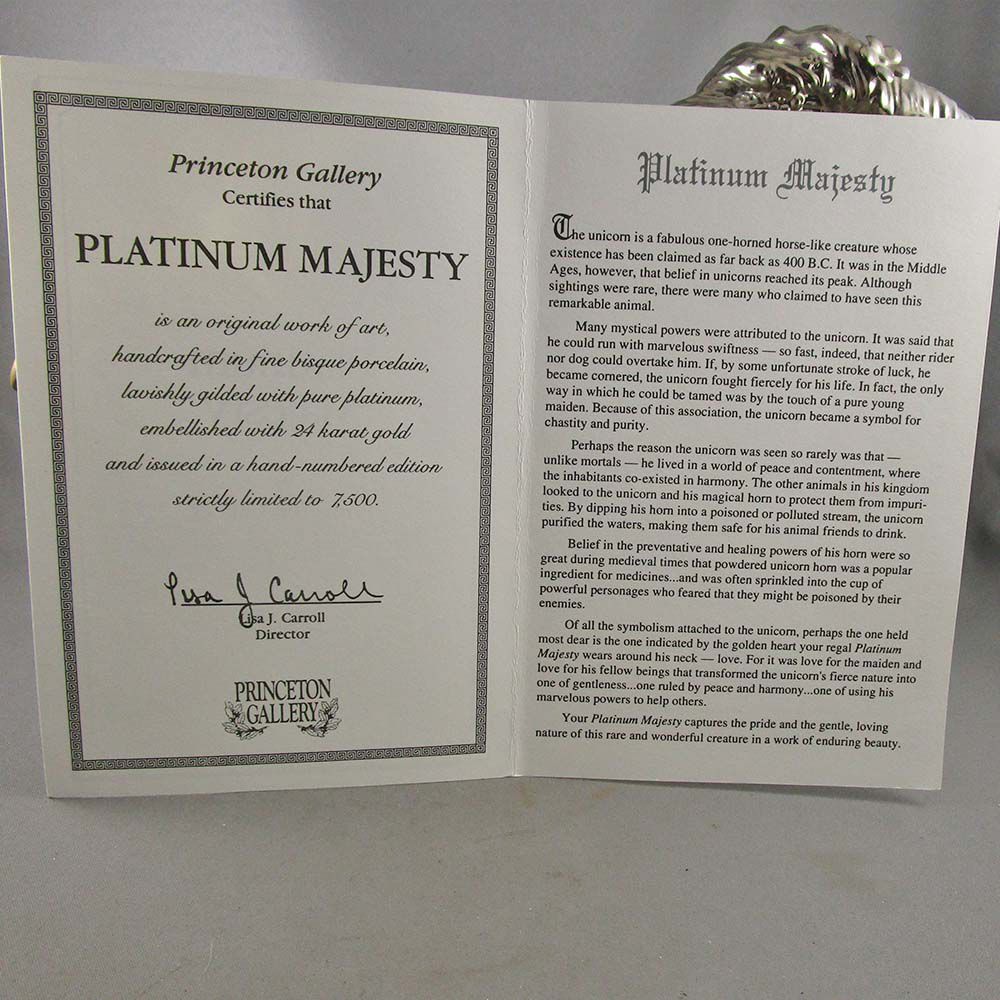 Princeton Gallery
Certifies that
PLATINUM MAJESTY
is an original work of art,
handcrafted in fine bisque porcelain,
lavishly gilded with pure platinum,
embellished with 24 karat gold
and issued in a hand-numbered edition
strictly limited to 7,500.
Lisa J Carroll
Lisa J. Carroll
Director
PRINCETON
GALLERY
Platinum Majesty
The unicorn is a fabulous one-horned horse-like creature whose
existence has been claimed as far back as 400 B.C. It was in the Middle
Ages, however, that belief in unicorns reached its peak. Although
sightings were rare, there were many who claimed to have seen this
remarkable animal.
Many mystical powers were attributed to the unicorn. It was said that
he could run with marvelous swiftness — so fast, indeed, that neither rider
nor dog could overtake him. If, by some unfortunate stroke of luck, he
became cornered, the unicorn fought fiercely for his life. In fact, the only
way in which he could be tamed was by the touch of a pure young
maiden. Because of this association, the unicorn became a symbol for
chastity and purity.
Perhaps the reason the unicorn was seen so rarely was that —
unlike mortals — he lived in a world of peace and contentment, where
the inhabitants co-existed in harmony. The other animals in his kingdom
looked to the unicorn and his magical horn to protect them from impuri-
ties. By dipping his horn into a poisoned or polluted stream, the unicorn
purified the waters, making them safe for his animal friends to drink.
Belief in the preventative and healing powers of his horn were so
great during medieval times that powdered unicorn horn was a popular
ingredient for medicines...and was often sprinkled into the cup of
powerful personages who feared that they might be poisoned by their
enemies.
Of all the symbolism attached to the unicorn, perhaps the one held
most dear is the one indicated by the golden heart your regal Platinum
Majesty wears around his neck — love. For it was love for the maiden and
love for his fellow beings that transformed the unicorn's fierce nature into
one of gentleness...one ruled by peace and harmony...one of using his
marvelous powers to help others.
Your Platinum Majesty captures the pride and the gentle, loving
nature of this rare and wonderful creature in a work of enduring beauty.